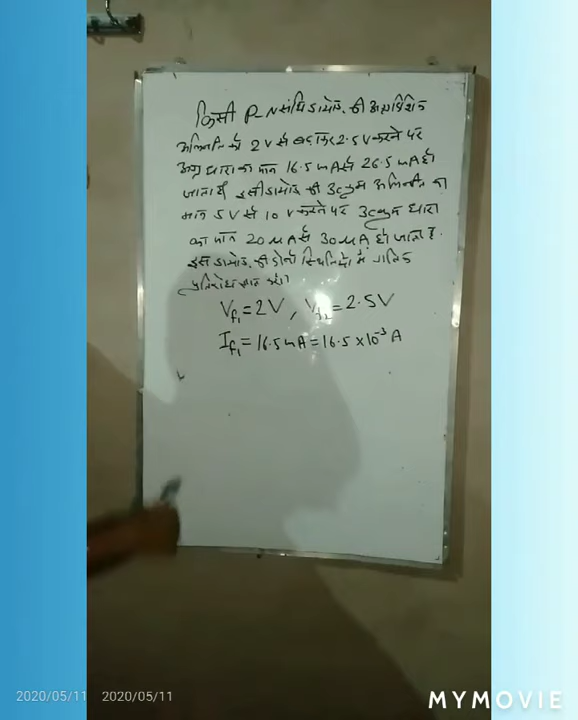 किसी P-N संधि डायोड की अग्रदिशिक
अभिनति को 2V से बढ़ाकर 2.5V करने पर
अग्र धारा का मान 16.5 mA से 26.5 mA हो
जाता है इसी डायोड की उत्क्रम अभिनति का
मान 5V से 10V करने पर उत्क्रम धारा
का मान 20 μA से 30 μA हो जाता है.
इस डायोड की दोनों स्थितियों में गतिक
प्रतिरोध ज्ञात करो?
Vf₁ = 2V, Vf₂ = 2.5V
If₁ = 16.5 mA = 16.5 × 10⁻³ A
2020/05/11 2020/05/11
MYMOVIE